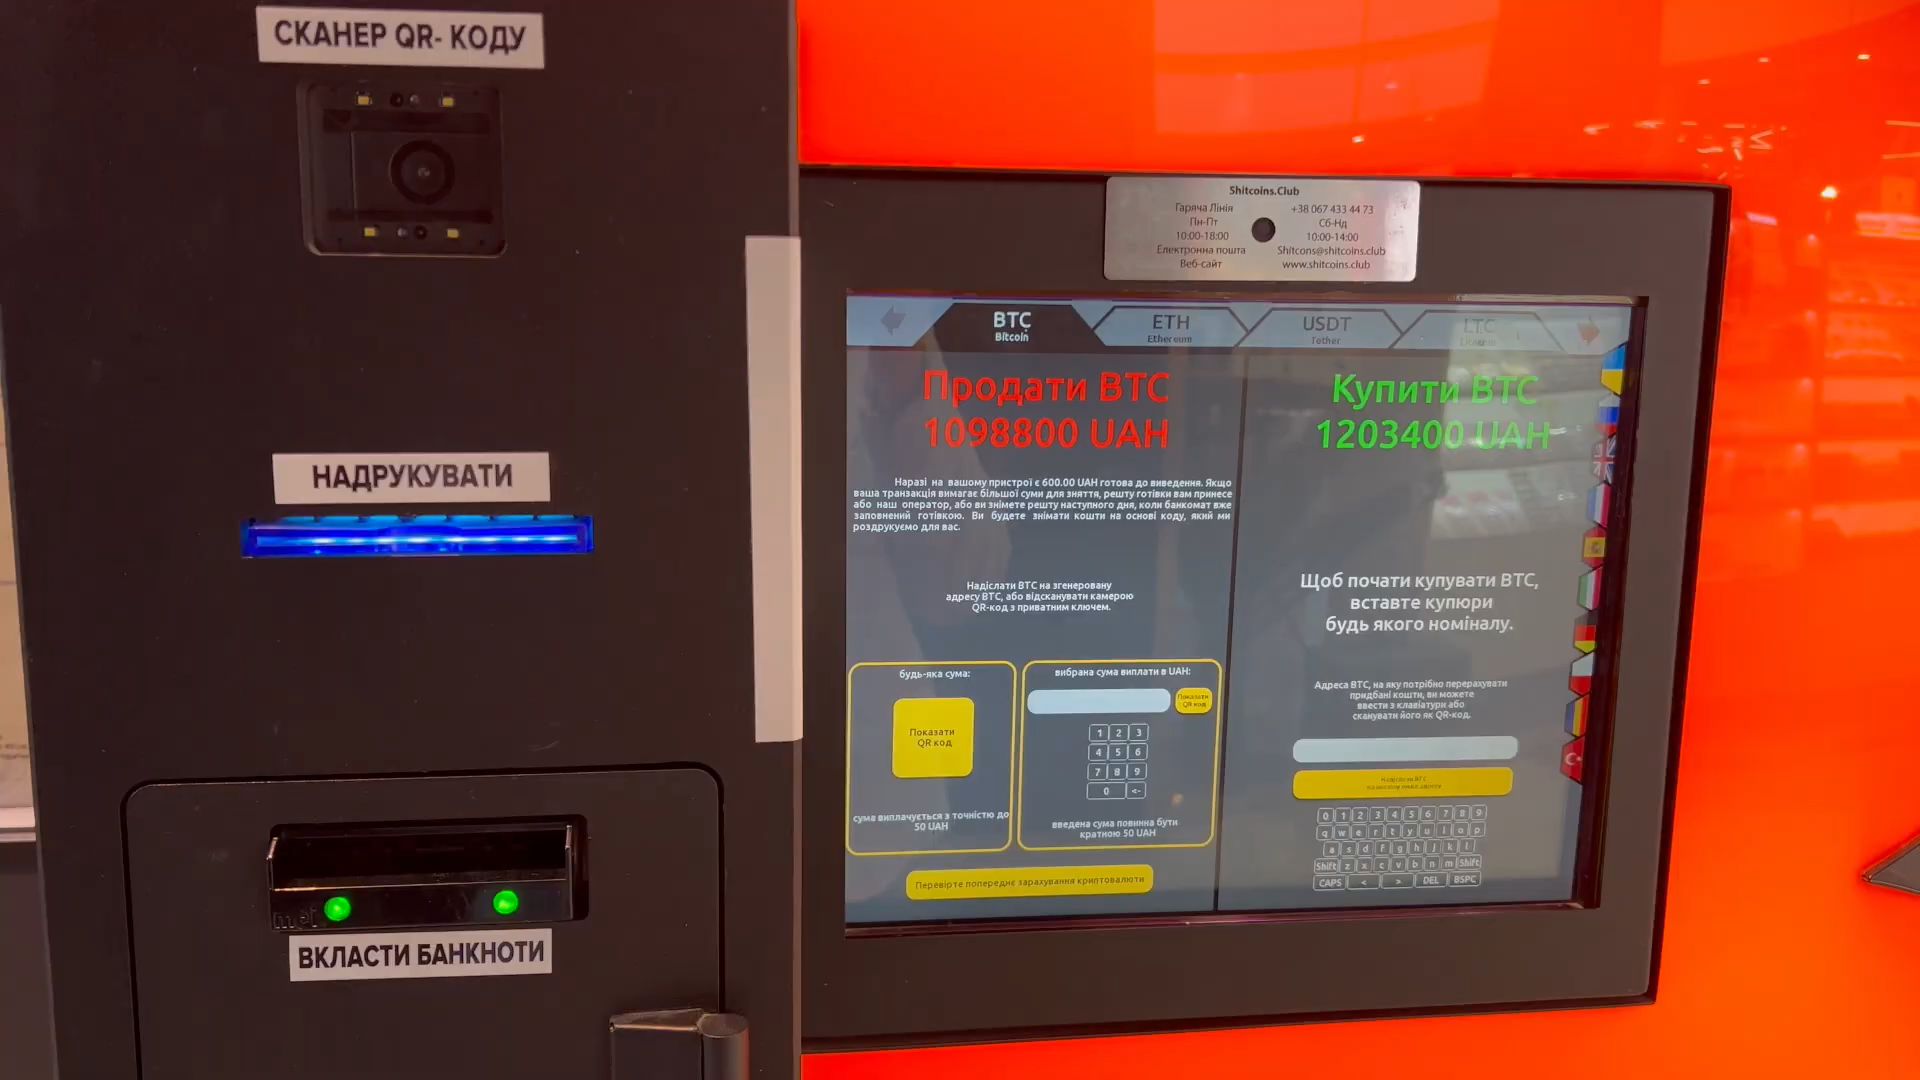 СКАНЕР QR- КОДУ
НАДРУКУВАТИ
mei
ВКЛАСТИ БАНКНОТИ
Shitcoins.Club
Гаряча Лінія +38 067 433 44 73
Пн-Пт Сб-Нд
10:00-18:00 10:00-14:00
Електронна пошта Shitcons@shitcoins.club
Веб-сайт www.shitcoins.club
BTC
Bitcoin
ETH
Ethereum
USDT
Tether
LTC
Продати BTC
1098800 UAH
Наразі на вашому пристрої є 600.00 UAH готова до виведення. Якщо
ваша транзакція вимагає більшої суми для зняття, решту готівки вам принесе
або наш оператор, або ви знімете решту наступного дня, коли банкомат вже
заповнений готівкою. Ви будете знімати кошти на основі коду, який ми
роздрукуємо для вас.
Надіслати BTC на згенеровану
адресу BTC, або відсканувати камерою
QR-код з приватним ключем.
будь-яка сума:
Показати
QR код
сума виплачується з точністю до
50 UAH
вибрана сума виплати в UAH:
Показати
QR код
1 2 3
4 5 6
7 8 9
0 <-
введена сума повинна бути
кратною 50 UAH
Перевірте попереднє зарахування криптовалюти
Купити BTC
1203400 UAH
Щоб почати купувати BTC,
вставте купюри
будь якого номіналу.
Адреса BTC, на яку потрібно перерахувати
придбані кошти, ви можете
ввести з клавіатури або
сканувати його як QR-код.
0 1 2 3 4 5 6 7 8 9
q w e r t y u i o p
a s d f g h j k l
Shift z x c v b n m Shift
CAPS < > DEL BSPC